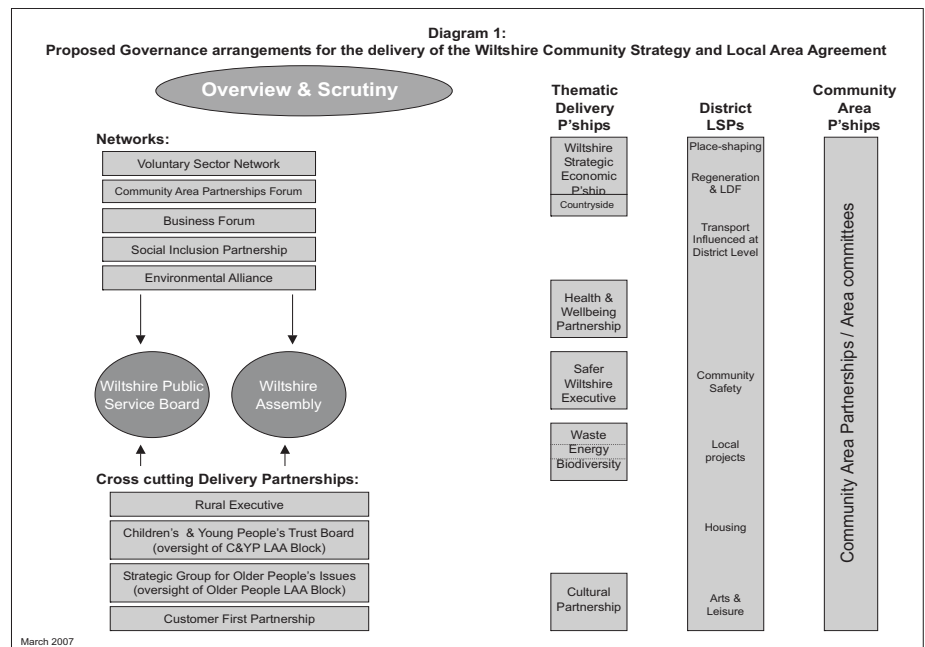 Diagram 1:
Proposed Governance arrangements for the delivery of the Wiltshire Community Strategy and Local Area Agreement
Overview & Scrutiny
Networks:
Voluntary Sector Network
Community Area Partnerships Forum
Business Forum
Social Inclusion Partnership
Environmental Alliance
Wiltshire Public
Service Board
Wiltshire
Assembly
Cross cutting Delivery Partnerships:
Rural Executive
Children's & Young People's Trust Board
(oversight of C&YP LAA Block)
Strategic Group for Older People's Issues
(oversight of Older People LAA Block)
Customer First Partnership
Thematic
Delivery
P'ships
Wiltshire
Strategic
Economic
P'ship
Countryside
Health &
Wellbeing
Partnership
Safer
Wiltshire
Executive
Waste
Energy
Biodiversity
Cultural
Partnership
District
LSPs
Place-shaping
Regeneration
& LDF
Transport
Influenced at
District Level
Community
Safety
Local
projects
Housing
Arts &
Leisure
Community
Area
P'ships
Community Area Partnerships / Area committees
March 2007